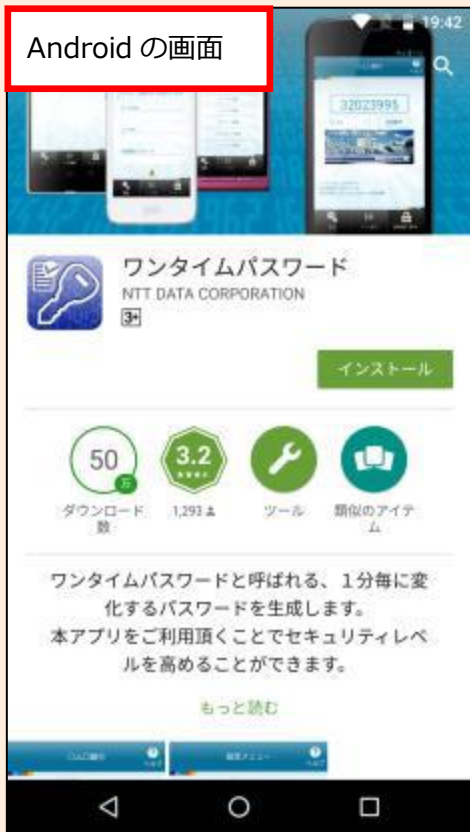 Android の画面
19:42
32023995
ワンタイムパスワード
NTT DATA CORPORATION
3+
インストール
50
万
3.2
ダウンロード
数
1,293
ツール
類似のアイテ
ム
ワンタイムパスワードと呼ばれる、１分毎に変
化するパスワードを生成します。
本アプリをご利用頂くことでセキュリティレベ
ルを高めることができます。
もっと読む
ヘルプ
ヘルプ